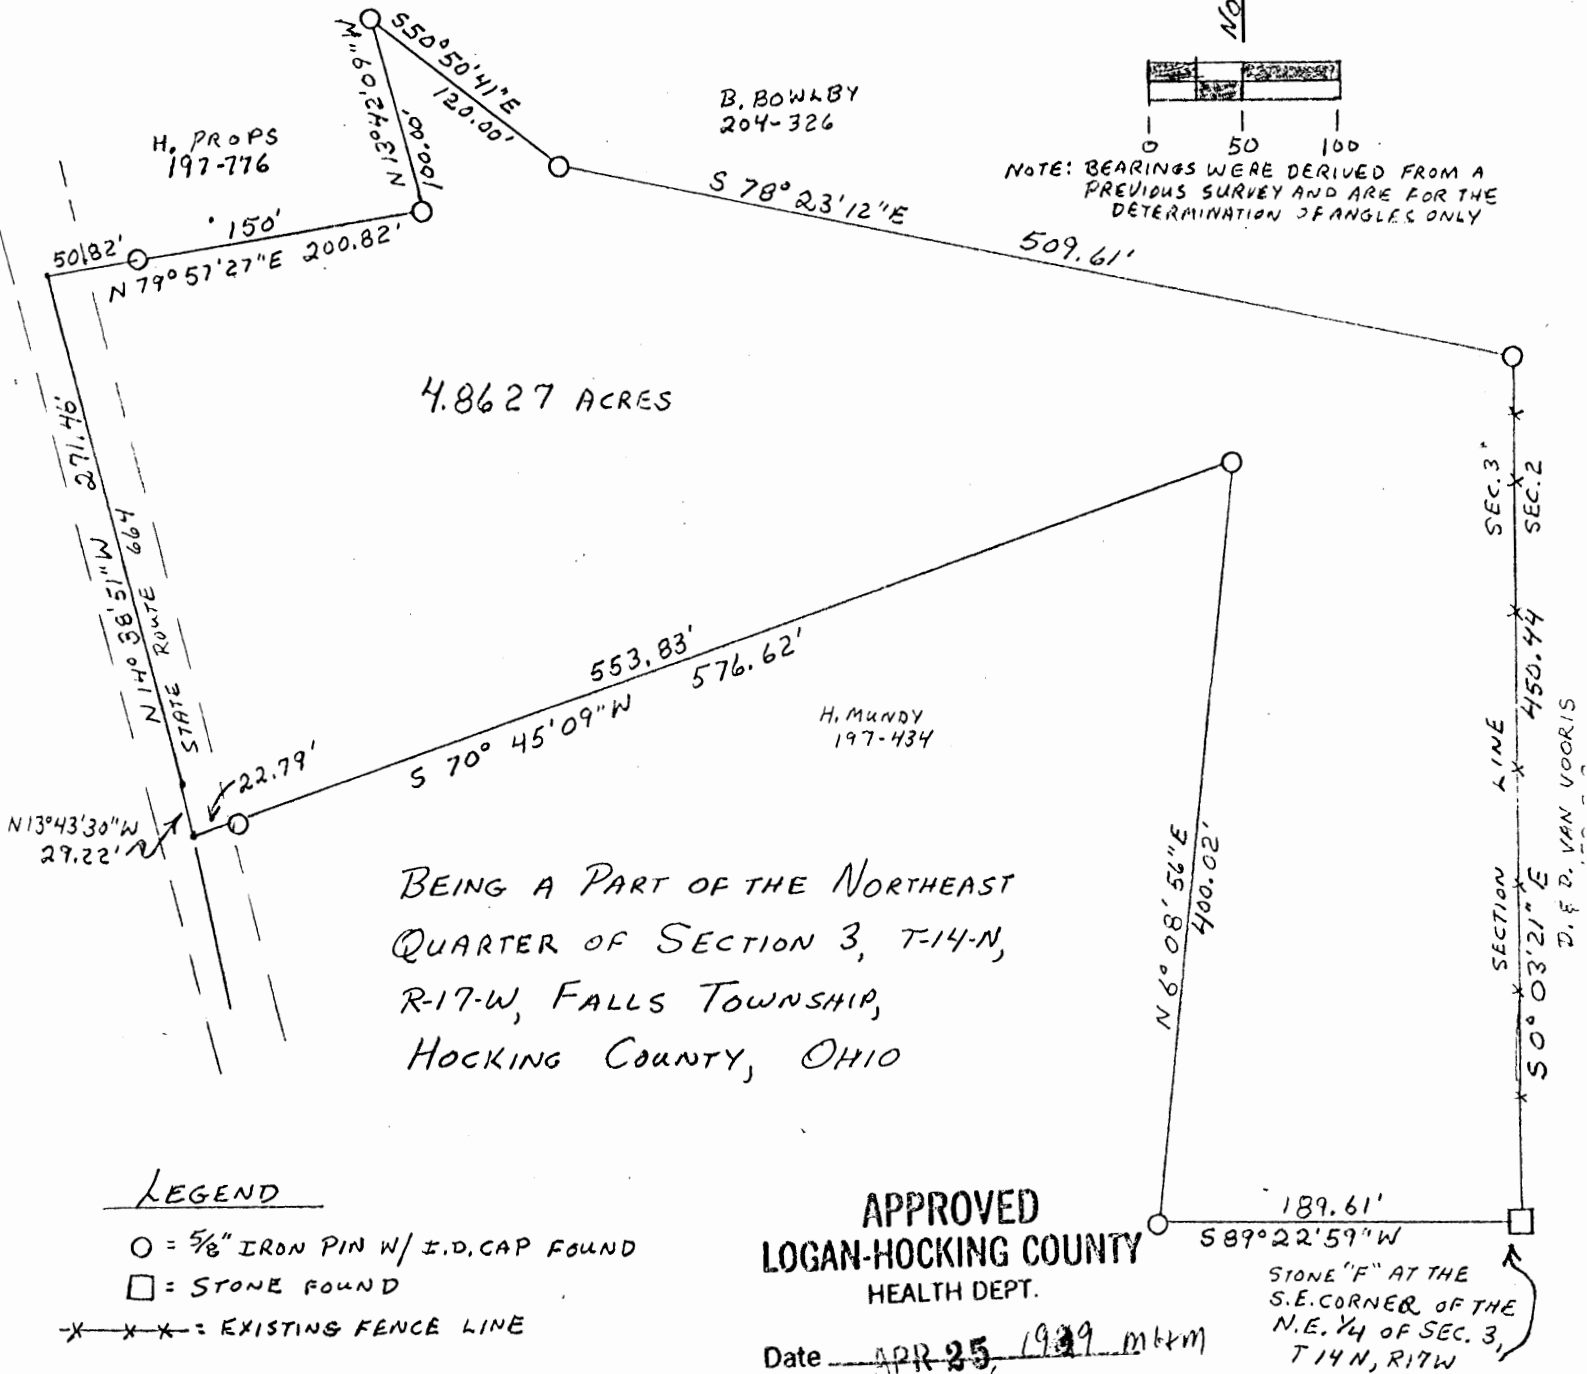 NO
0 50 100
NOTE: BEARINGS WERE DERIVED FROM A
PREVIOUS SURVEY AND ARE FOR THE
DETERMINATION OF ANGLES ONLY
S50°50'41"E
120.00'
N13°42'09"W
100.00'
H. PROPS
197-776
B. BOWLBY
204-326
S 78°23'12"E
509.61'
50.82'
150'
N 79°57'27"E 200.82'
4.8627 ACRES
271.46'
N 14°38'51"W
STATE ROUTE 664
553.83'
576.62'
S 70° 45'09"W
22.79'
N13°43'30"W
29.22'
H. MUNDY
197-434
N 6°08'56"E
400.02'
SECTION LINE
SEC. 3
SEC. 2
450.44
S 0°03'21"E
D. & D. VAN VOORIS
BEING A PART OF THE NORTHEAST
QUARTER OF SECTION 3, T-14-N,
R-17-W, FALLS TOWNSHIP,
HOCKING COUNTY, OHIO
189.61'
S89°22'59"W
STONE "F" AT THE
S.E. CORNER OF THE
N.E. 1/4 OF SEC. 3,
T 14 N, R17W
LEGEND
O = 5/8" IRON PIN W/ I.D. CAP FOUND
□ = STONE FOUND
-x-x-x- = EXISTING FENCE LINE
APPROVED
LOGAN-HOCKING COUNTY
HEALTH DEPT.
Date APR 25,